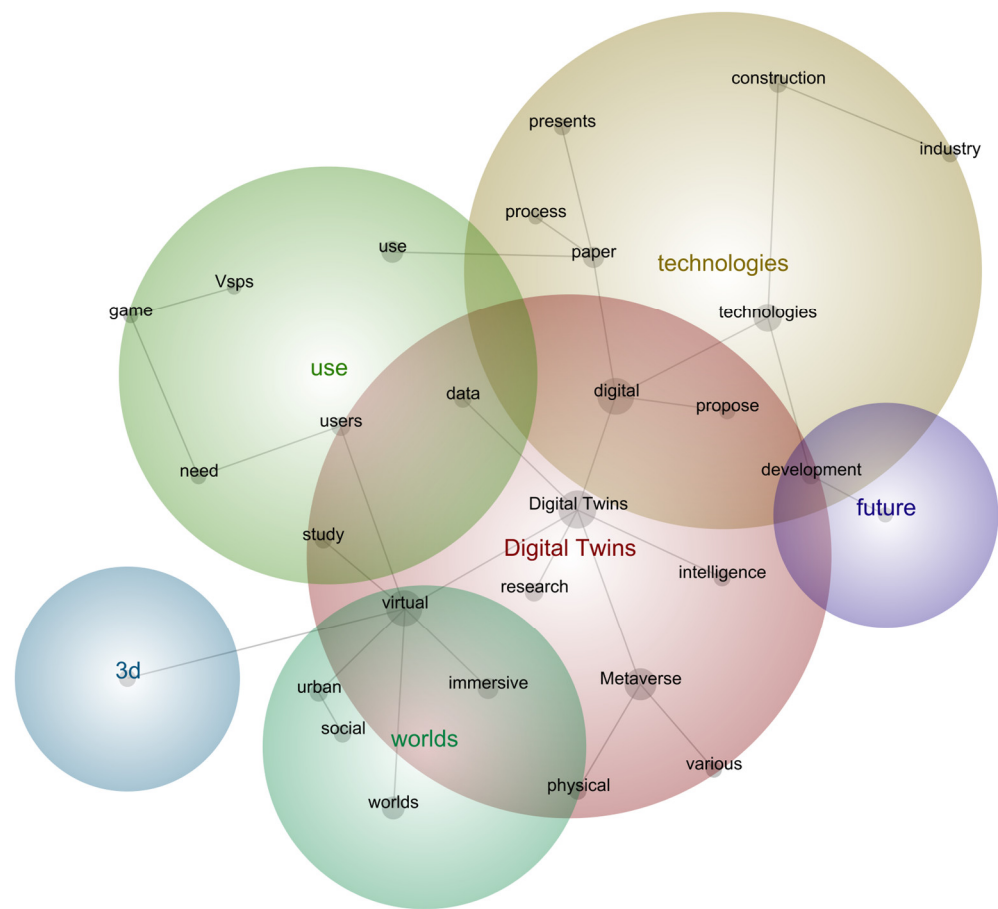 construction
presents
industry
process
use
paper
technologies
Vsps
game
technologies
use
data
digital
propose
users
need
development
Digital Twins
future
study
Digital Twins
research
intelligence
virtual
3d
urban
immersive
Metaverse
social
worlds
various
physical
worlds